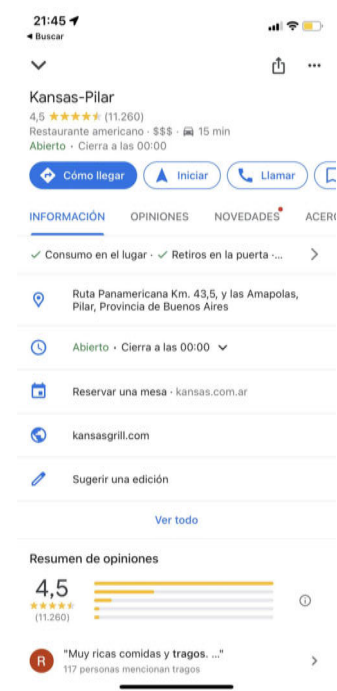 21:45
Buscar
Kansas-Pilar
4,5 (11.260)
Restaurante americano · $$$ · 15 min
Abierto · Cierra a las 00:00
Cómo llegar
Iniciar
Llamar
INFORMACIÓN OPINIONES NOVEDADES ACER
Consumo en el lugar · Retiros en la puerta ·...
Ruta Panamericana Km. 43,5, y las Amapolas,
Pilar, Provincia de Buenos Aires
Abierto · Cierra a las 00:00
Reservar una mesa · kansas.com.ar
kansasgrill.com
Sugerir una edición
Ver todo
Resumen de opiniones
4,5
(11.260)
R
"Muy ricas comidas y tragos. ..."
117 personas mencionan tragos